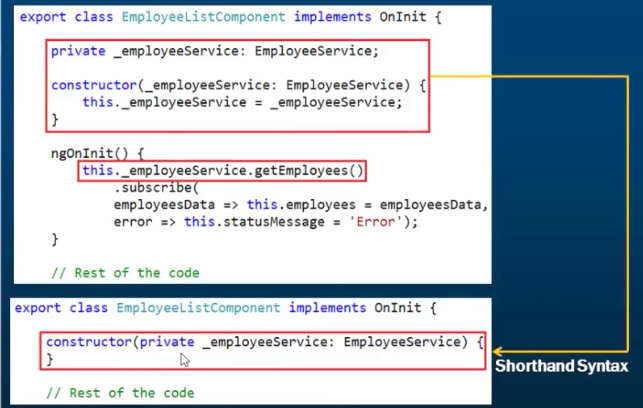 export class EmployeeListComponent implements OnInit {
private _employeeService: EmployeeService;
constructor(_employeeService: EmployeeService) {
this._employeeService = _employeeService;
}
ngOnInit() {
this._employeeService.getEmployees()
.subscribe(
employeesData => this.employees = employeesData,
error => this.statusMessage = 'Error');
}
// Rest of the code
export class EmployeeListComponent implements OnInit {
constructor(private _employeeService: EmployeeService) {
}
Shorthand Syntax
// Rest of the code